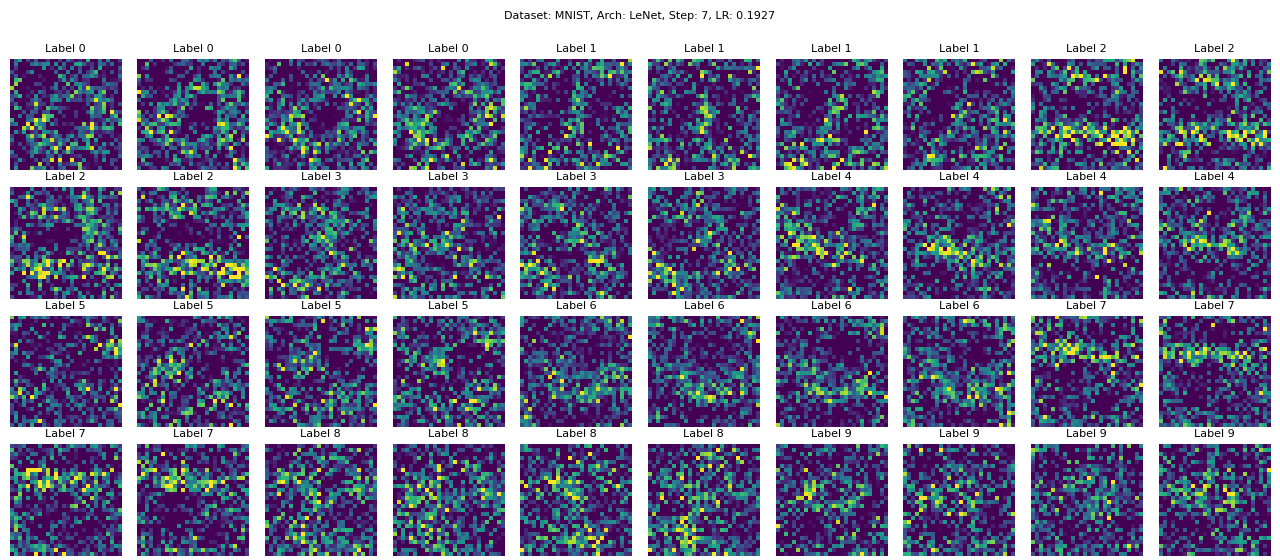 Dataset: MNIST, Arch: LeNet, Step: 7, LR: 0.1927
Label 0 Label 0 Label 0 Label 0 Label 1 Label 1 Label 1 Label 1 Label 2 Label 2
Label 2 Label 2 Label 3 Label 3 Label 3 Label 3 Label 4 Label 4 Label 4 Label 4
Label 5 Label 5 Label 5 Label 5 Label 6 Label 6 Label 6 Label 6 Label 7 Label 7
Label 7 Label 7 Label 8 Label 8 Label 8 Label 8 Label 9 Label 9 Label 9 Label 9